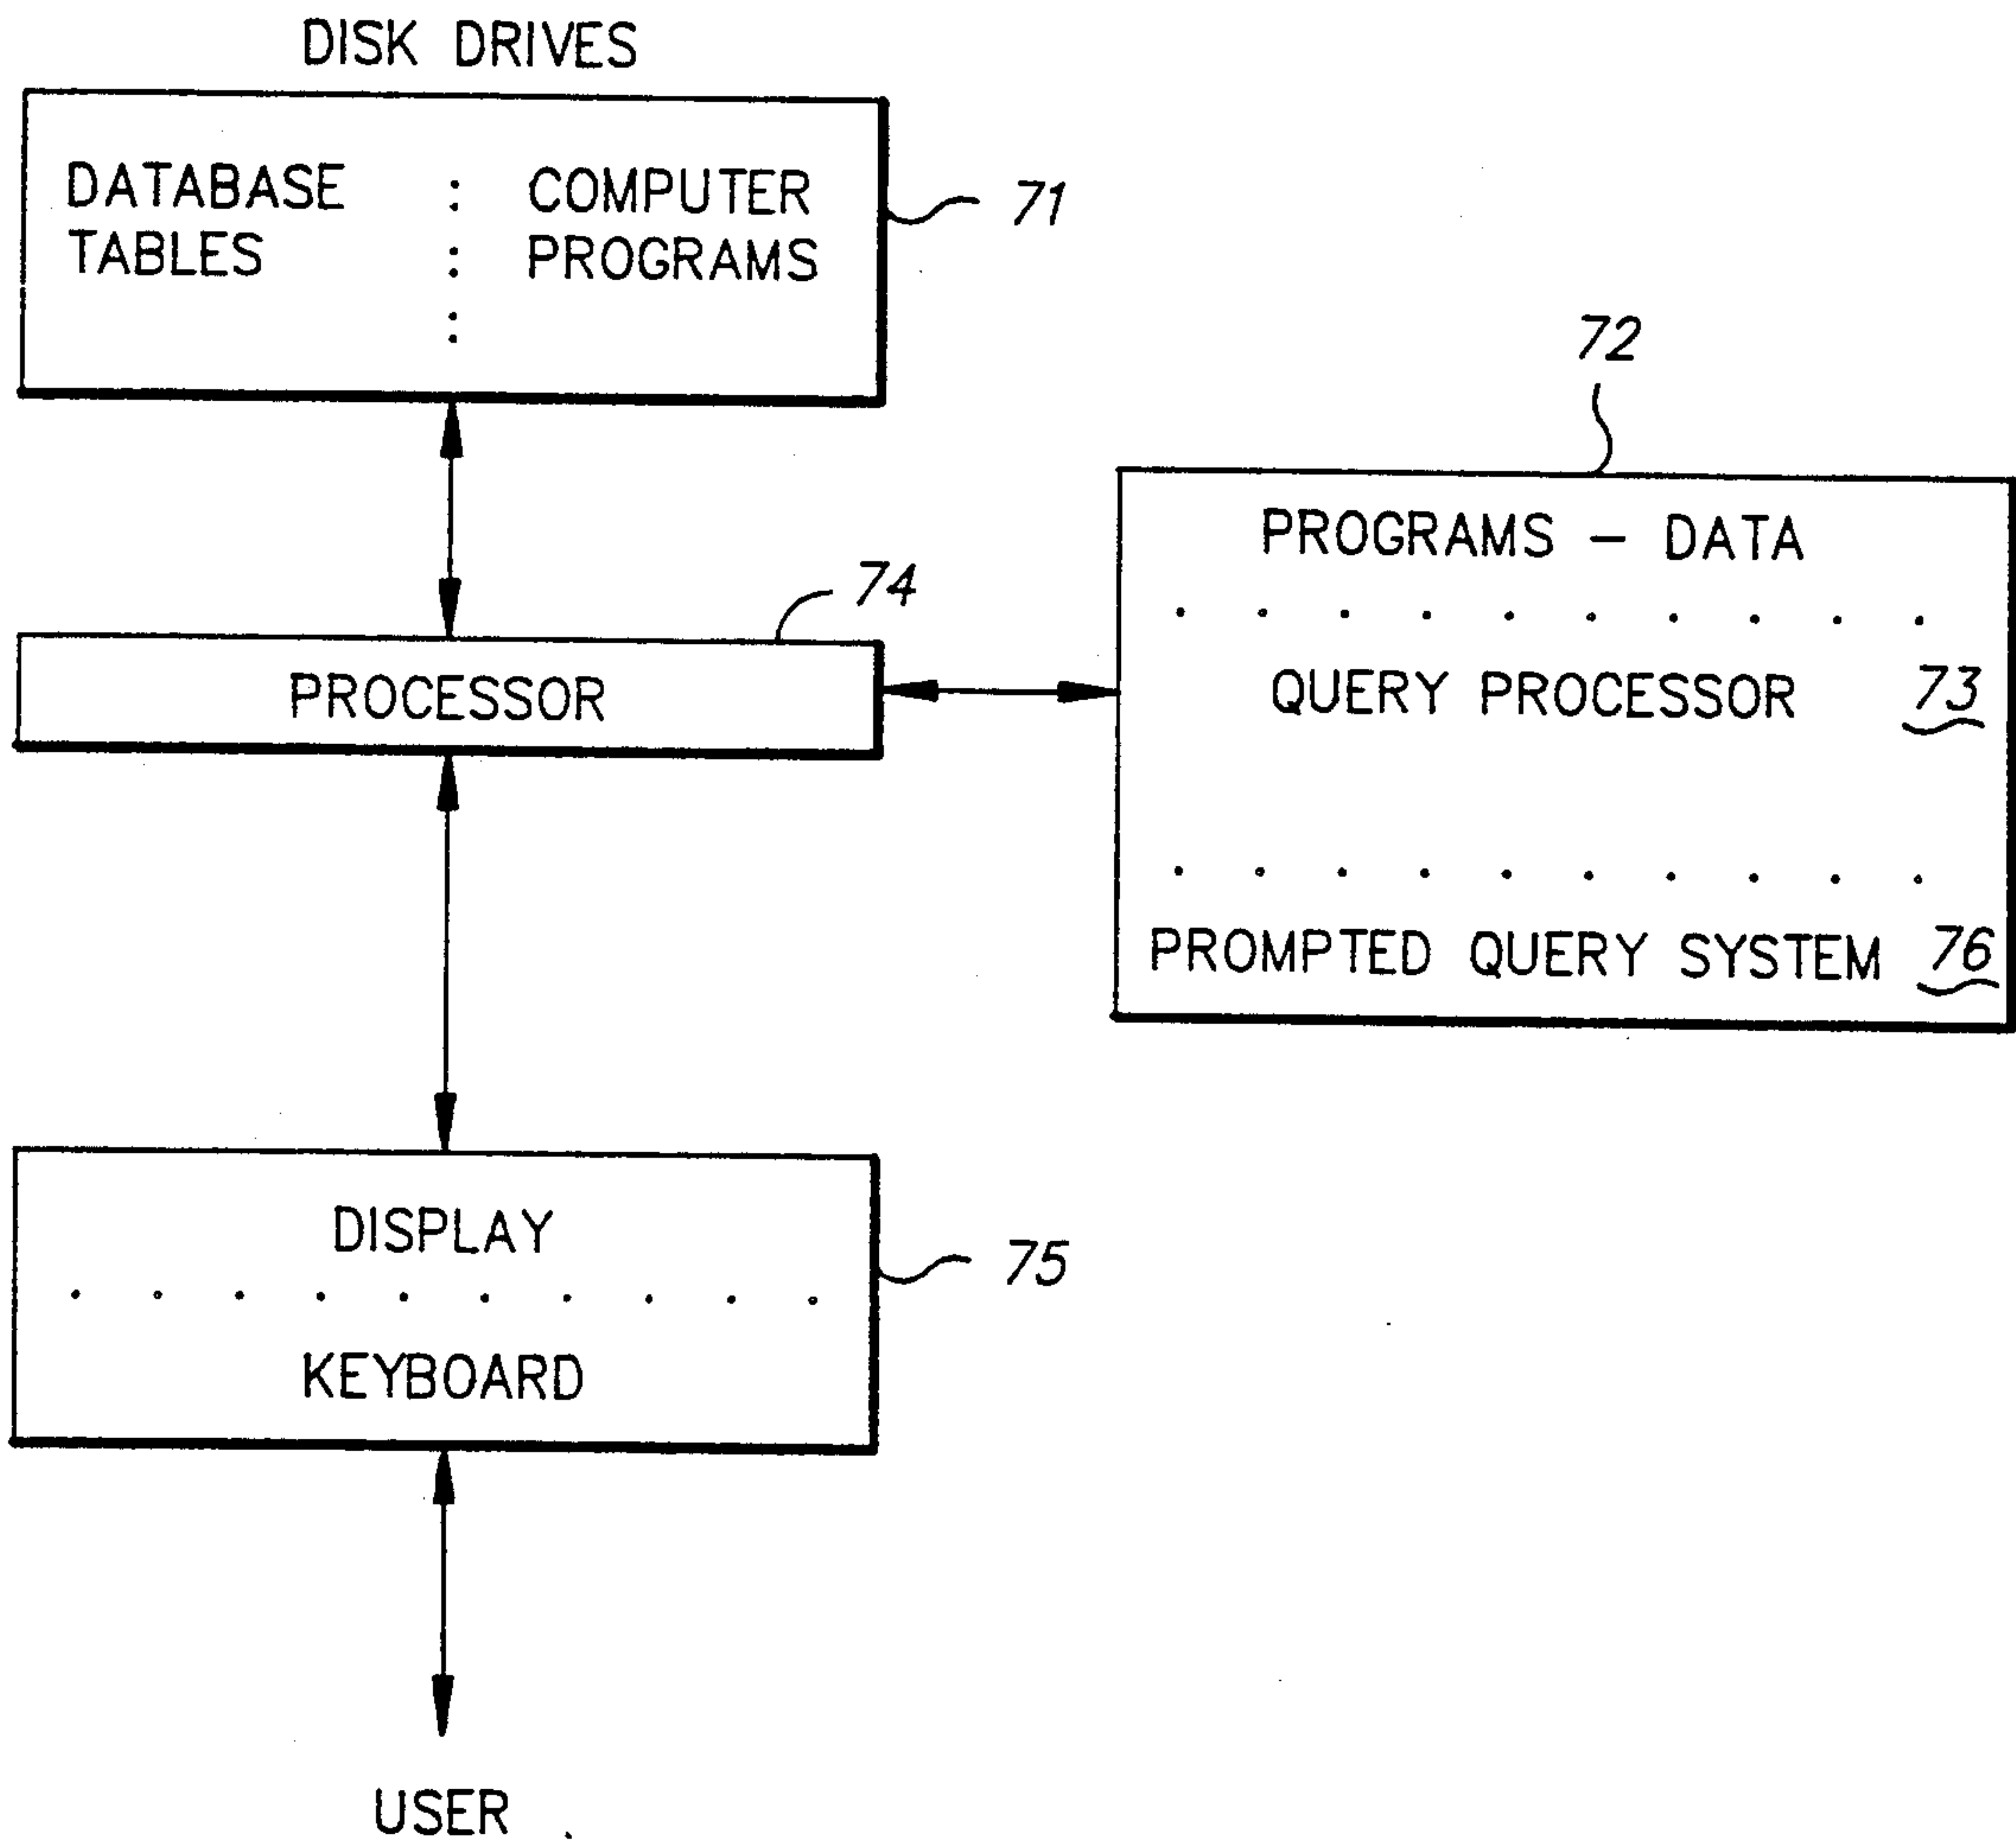 DISK DRIVES
DATABASE : COMPUTER
TABLES : PROGRAMS
:
71
72
PROGRAMS — DATA
. . . . . . . . . .
QUERY PROCESSOR 73
. . . . . . . . . .
PROMPTED QUERY SYSTEM 76
74
PROCESSOR
DISPLAY
. . . . . . . . . .
KEYBOARD
75
USER